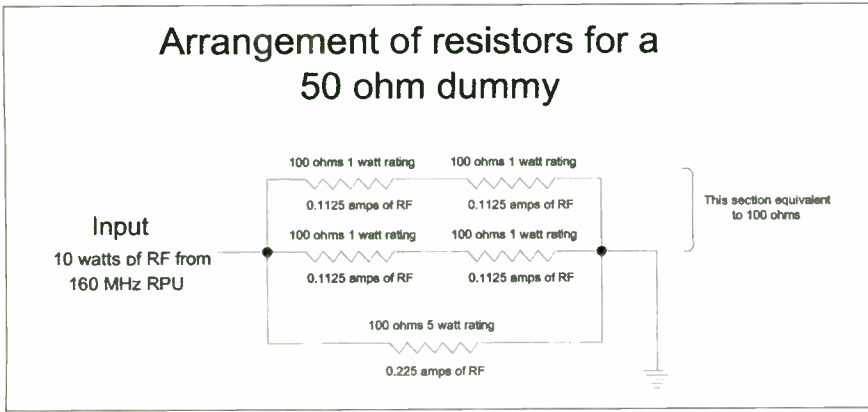 Arrangement of resistors for a
50 ohm dummy
100 ohms 1 watt rating
100 ohms 1 watt rating
0.1125 amps of RF
0.1125 amps of RF
This section equivalent
to 100 ohms
Input
10 watts of RF from
160 MHz RPU
100 ohms 1 watt rating
100 ohms 1 watt rating
0.1125 amps of RF
0.1125 amps of RF
100 ohms 5 watt rating
0.225 amps of RF